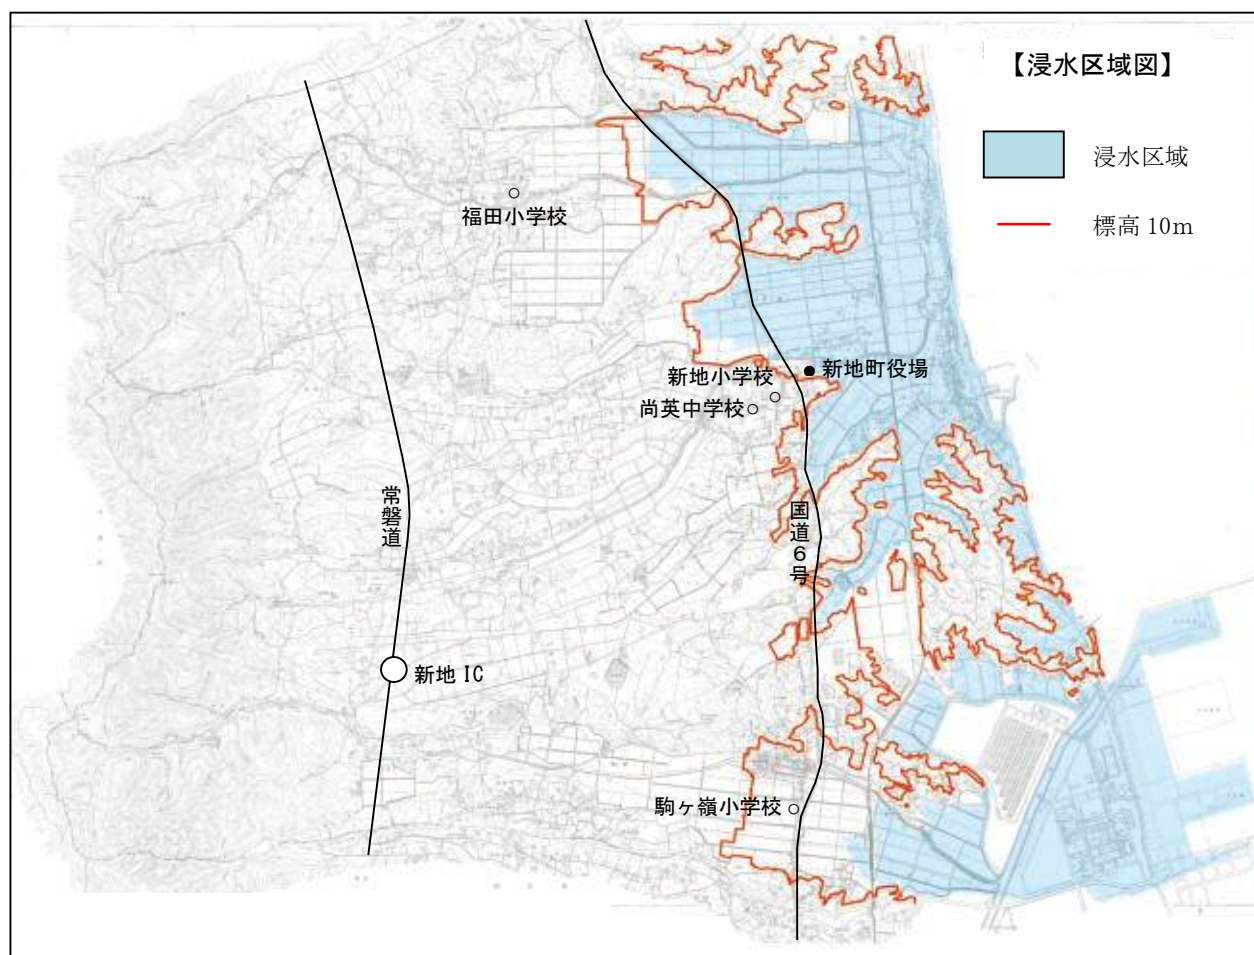 【浸水区域図】
浸水区域
標高 10m
福田小学校
新地町役場
新地小学校
尚英中学校
常磐道
国道6号
新地 IC
駒ヶ嶺小学校